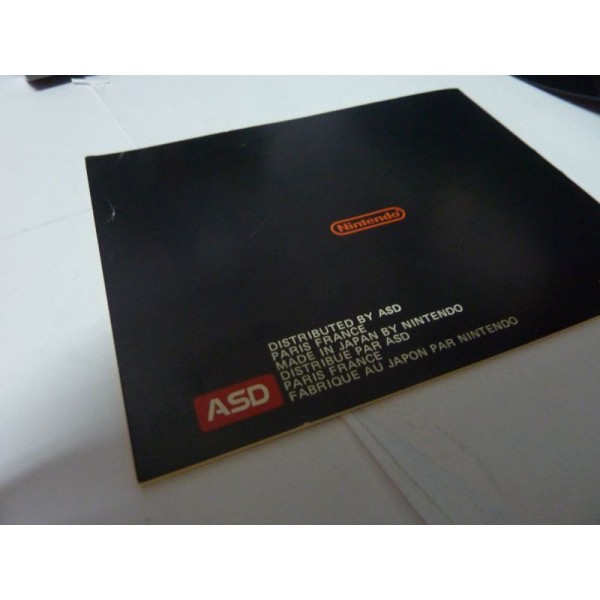 Nintendo
DISTRIBUTED BY ASD
PARIS FRANCE
MADE IN JAPAN BY NINTENDO
DISTRIBUE PAR ASD
PARIS FRANCE
FABRIQUE AU JAPON PAR NINTENDO
ASD